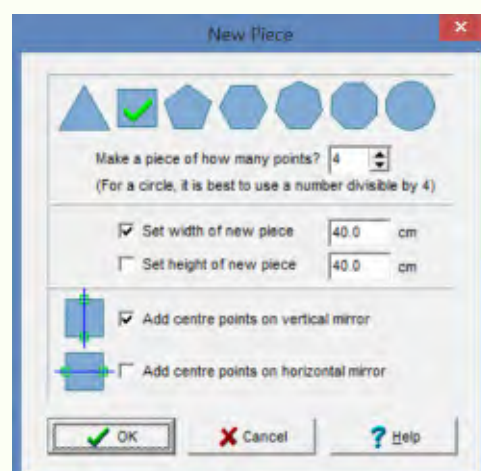 New Piece
Make a piece of how many points? 4
(For a circle, it is best to use a number divisible by 4)
Set width of new piece 40.0 cm
Set height of new piece 40.0 cm
Add centre points on vertical mirror
Add centre points on horizontal mirror
OK Cancel ? Help